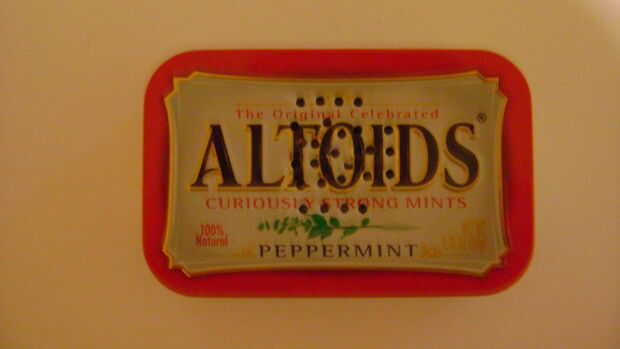 The Original Celebrated
ALTOIDS®
CURIOUSLY STRONG MINTS
100%
Natural
PEPPERMINT